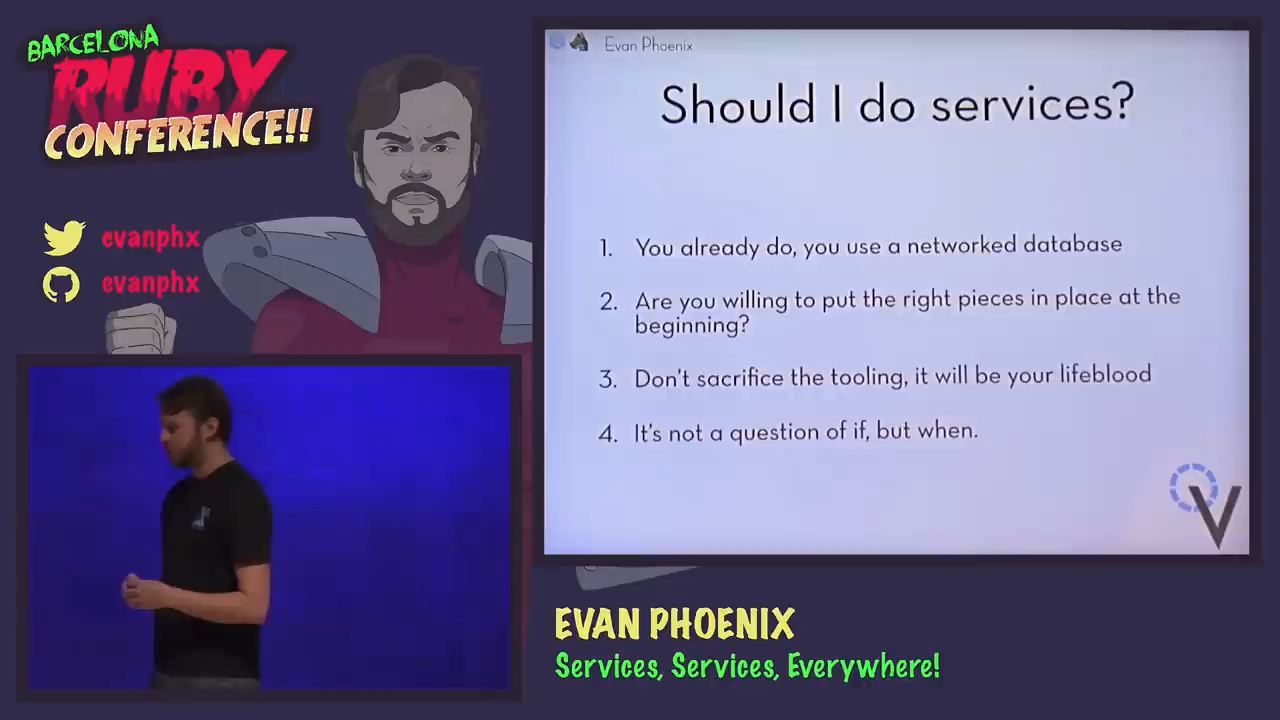 BARCELONA
RUBY
CONFERENCE!!
evanphx
evanphx
Evan Phoenix
Should I do services?
1. You already do, you use a networked database
2. Are you willing to put the right pieces in place at the
beginning?
3. Don't sacrifice the tooling, it will be your lifeblood
4. It's not a question of if, but when.
V
EVAN PHOENIX
Services, Services, Everywhere!